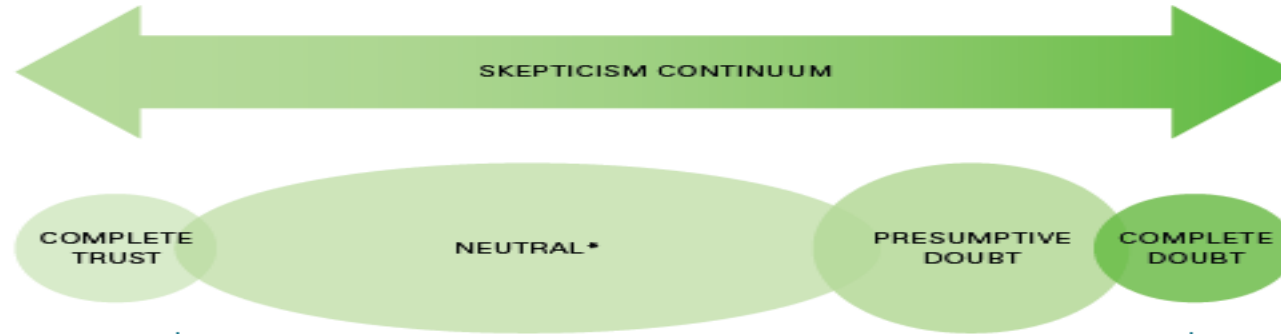 SKEPTICISM CONTINUUM
COMPLETE
TRUST
NEUTRAL*
PRESUMPTIVE
DOUBT
COMPLETE
DOUBT